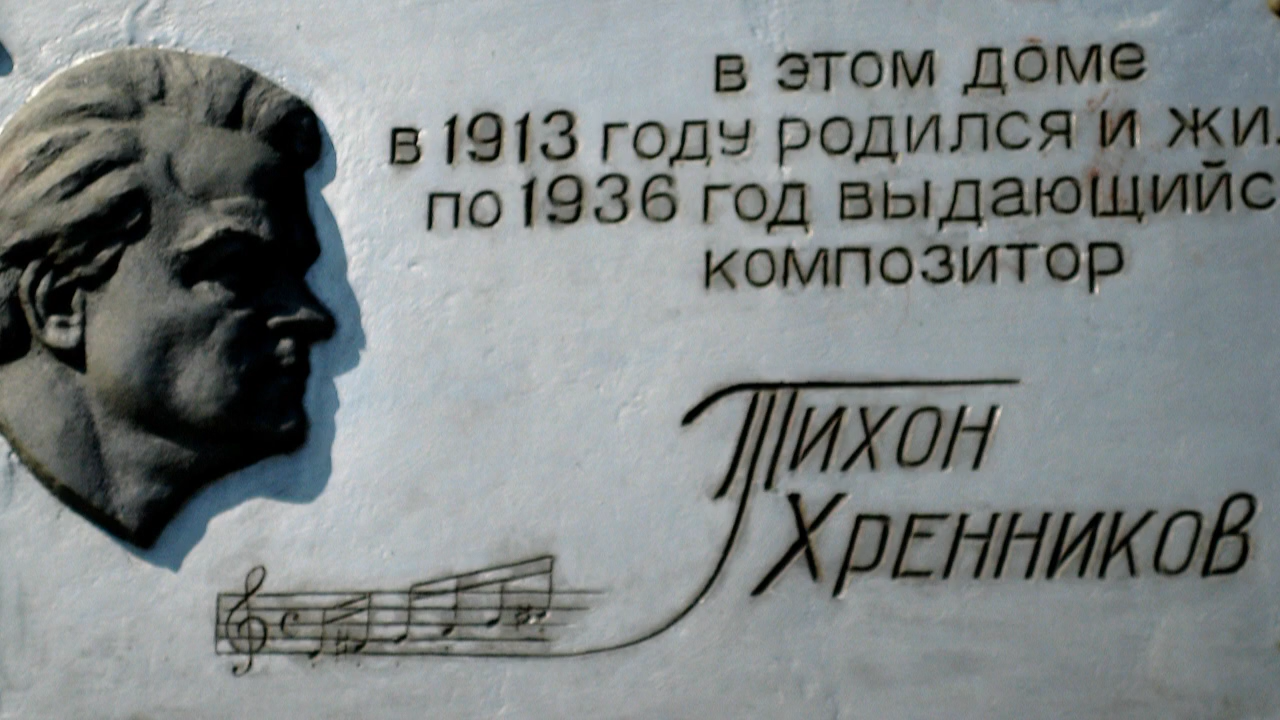 в этом доме
в 1913 году родился и жи
по 1936 год выдающийс
композитор
Тихон
Хренников